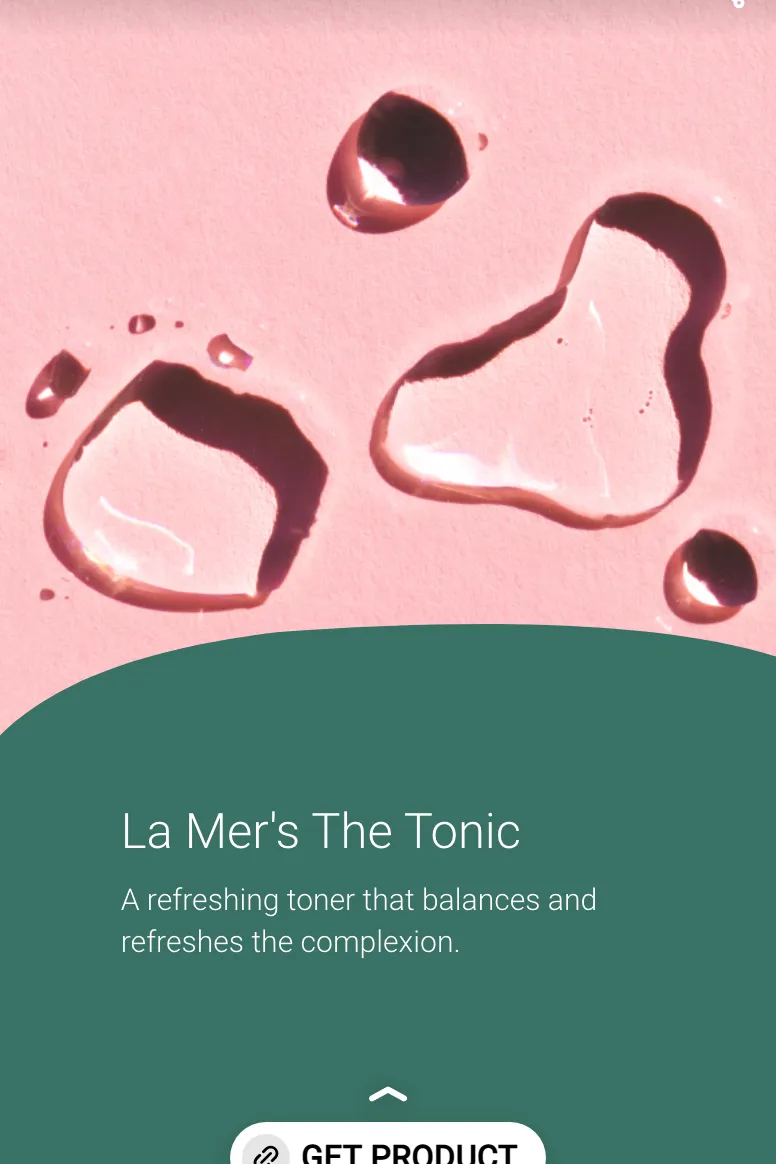 La Mer's The Tonic
A refreshing toner that balances and
refreshes the complexion.
GET PRODUCT